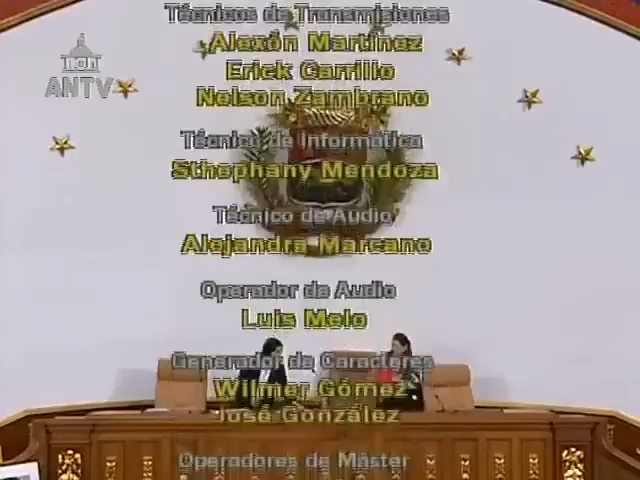 Técnicos de Transmisiones
Alexón Martínez
Erick Carrillo
Nelson Zambrano
ANTV
Técnico de Informática
Sthephany Mendoza
Técnico de Audio
Alejandra Marcano
Operador de Audio
Luis Melo
Generador de Caracteres
Wilmer Gómez
José González
Operadores de Máster